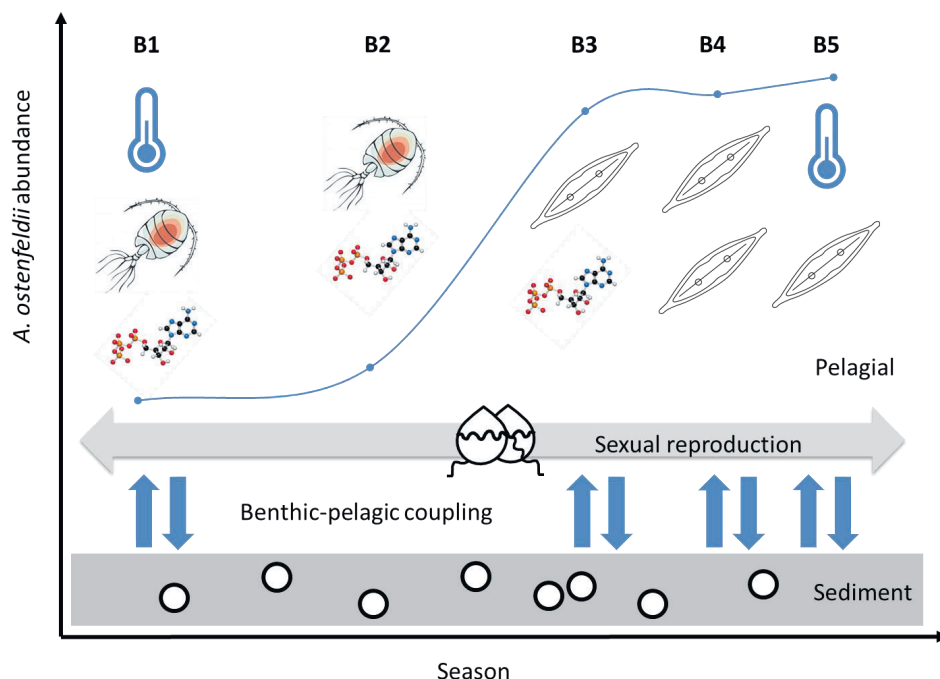 B1
B2
B3
B4
B5
A. ostenfeldii abundance
Pelagial
Sexual reproduction
Benthic-pelagic coupling
Sediment
Season